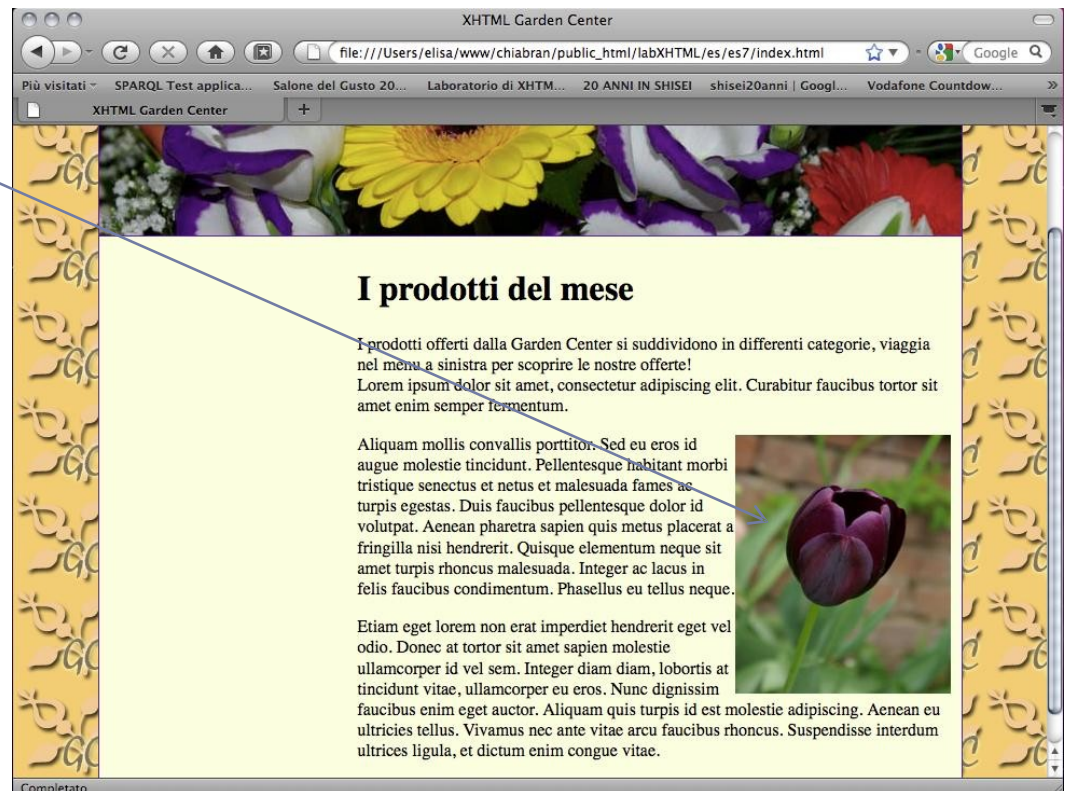 XHTML Garden Center
file:///Users/elisa/www/chiabran/public_html/labXHTML/es/es7/index.html
Google
Più visitati
SPARQL Test applica...
Salone del Gusto 20...
Laboratorio di XHTM...
20 ANNI IN SHISEI
shisei20anni | Googl...
Vodafone Countdow...
»
XHTML Garden Center
+
I prodotti del mese
I prodotti offerti dalla Garden Center si suddividono in differenti categorie, viaggia
nel menu a sinistra per scoprire le nostre offerte!
Lorem ipsum dolor sit amet, consectetur adipiscing elit. Curabitur faucibus tortor sit
amet enim semper fermentum.
Aliquam mollis convallis porttitor. Sed eu eros id
augue molestie tincidunt. Pellentesque habitant morbi
tristique senectus et netus et malesuada fames ac
turpis egestas. Duis faucibus pellentesque dolor id
volutpat. Aenean pharetra sapien quis metus placerat a
fringilla nisi hendrerit. Quisque elementum neque sit
amet turpis rhoncus malesuada. Integer ac lacus in
felis faucibus condimentum. Phasellus eu tellus neque.
Etiam eget lorem non erat imperdiet hendrerit eget vel
odio. Donec at tortor sit amet sapien molestie
ullamcorper id vel sem. Integer diam diam, lobortis at
tincidunt vitae, ullamcorper eu eros. Nunc dignissim
faucibus enim eget auctor. Aliquam quis turpis id est molestie adipiscing. Aenean eu
ultricies tellus. Vivamus nec ante vitae arcu faucibus rhoncus. Suspendisse interdum
ultrices ligula, et dictum enim congue vitae.
Completato